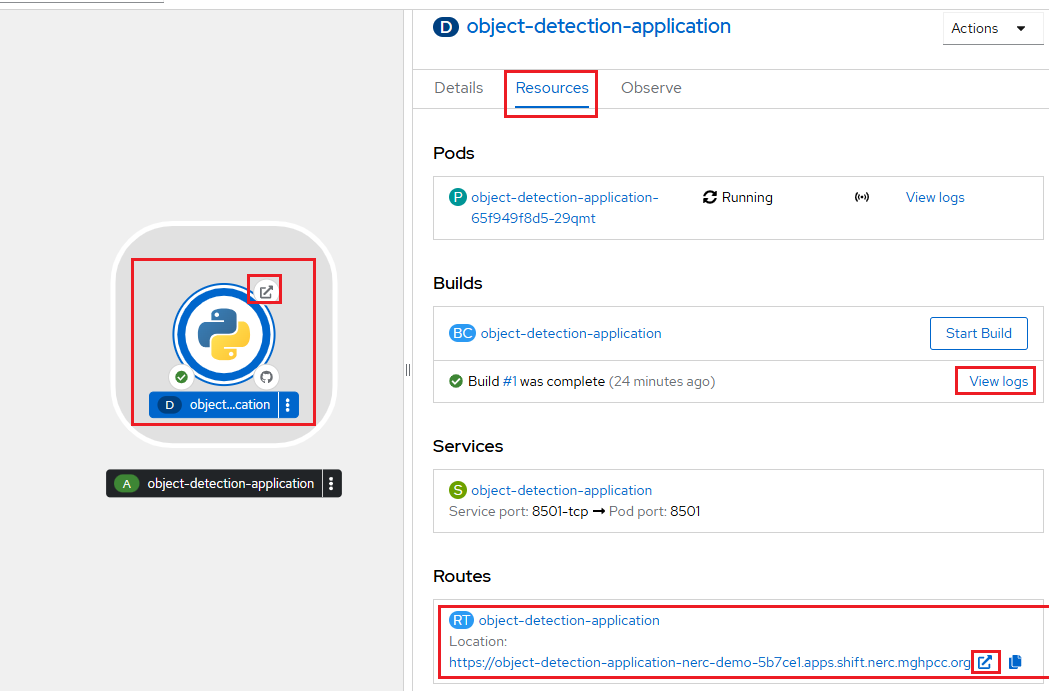 D object-detection-application
Actions
Details Resources Observe
Pods
P object-detection-application-
65f949f8d5-29qmt
Running
View logs
Builds
BC object-detection-application
Start Build
Build #1 was complete (24 minutes ago)
View logs
Services
S object-detection-application
Service port: 8501-tcp → Pod port: 8501
Routes
RT object-detection-application
Location:
https://object-detection-application-nerc-demo-5b7ce1.apps.shift.nerc.mghpcc.org
D object...cation
A object-detection-application